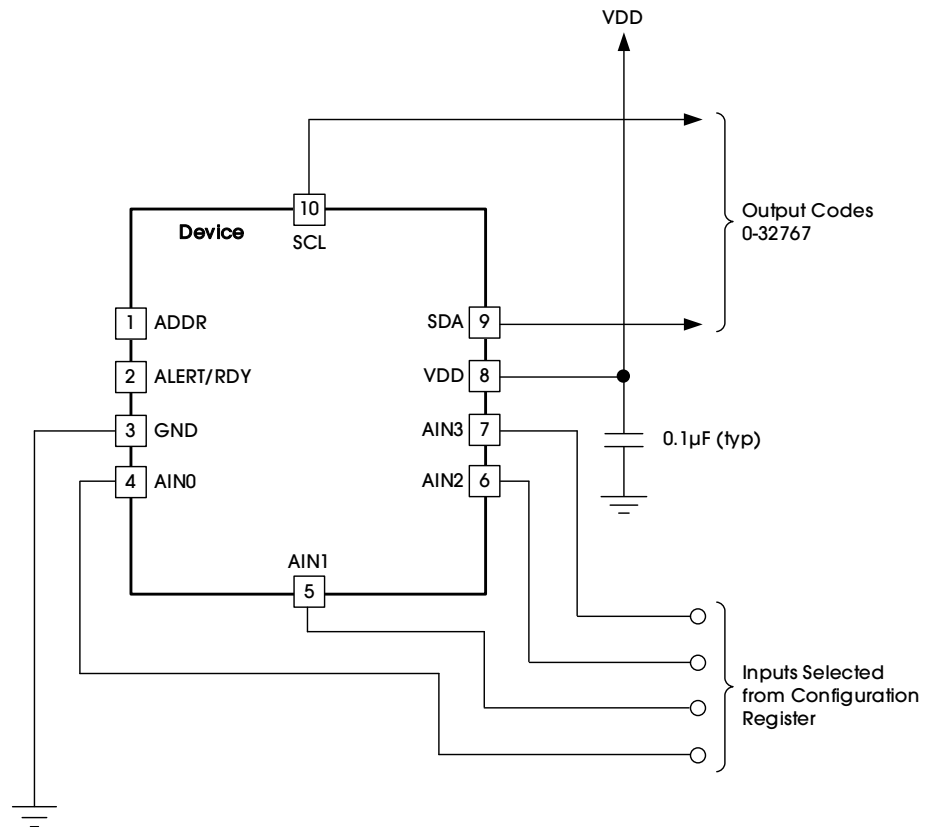 VDD
10
Device
SCL
Output Codes
0-32767
1 ADDR
SDA 9
2 ALERT/RDY
VDD 8
3 GND
AIN3 7
0.1µF (typ)
4 AIN0
AIN2 6
AIN1
5
Inputs Selected
from Configuration
Register